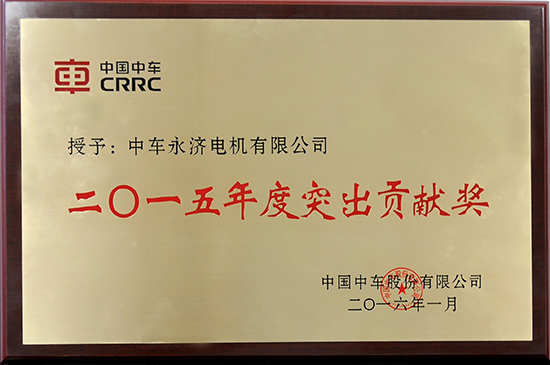 中国中车
CRRC
授予：中车永济电机有限公司
二〇一五年度突出贡献奖
中国中车股份有限公司
二〇一六年一月